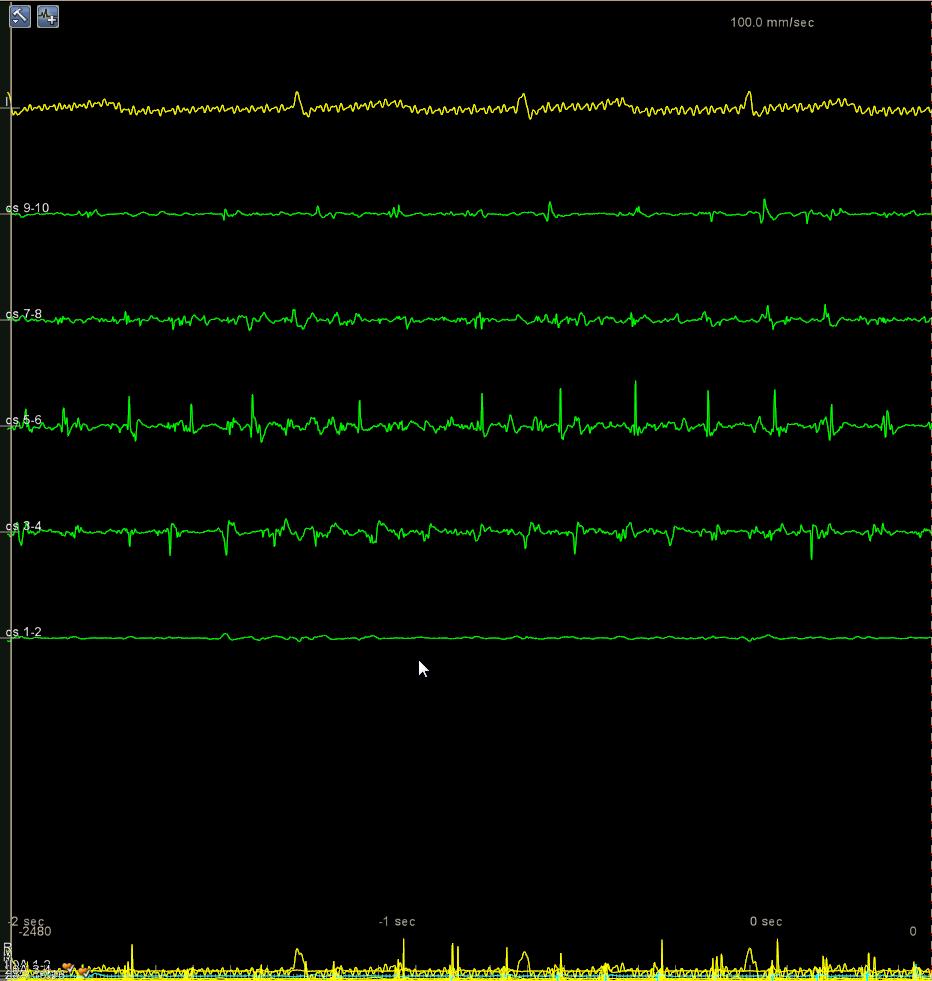 100.0 mm/sec
I
cs 9-10
cs 7-8
cs 5-6
cs 3-4
cs 1-2
-2 sec
-1 sec
0 sec
-2480
0